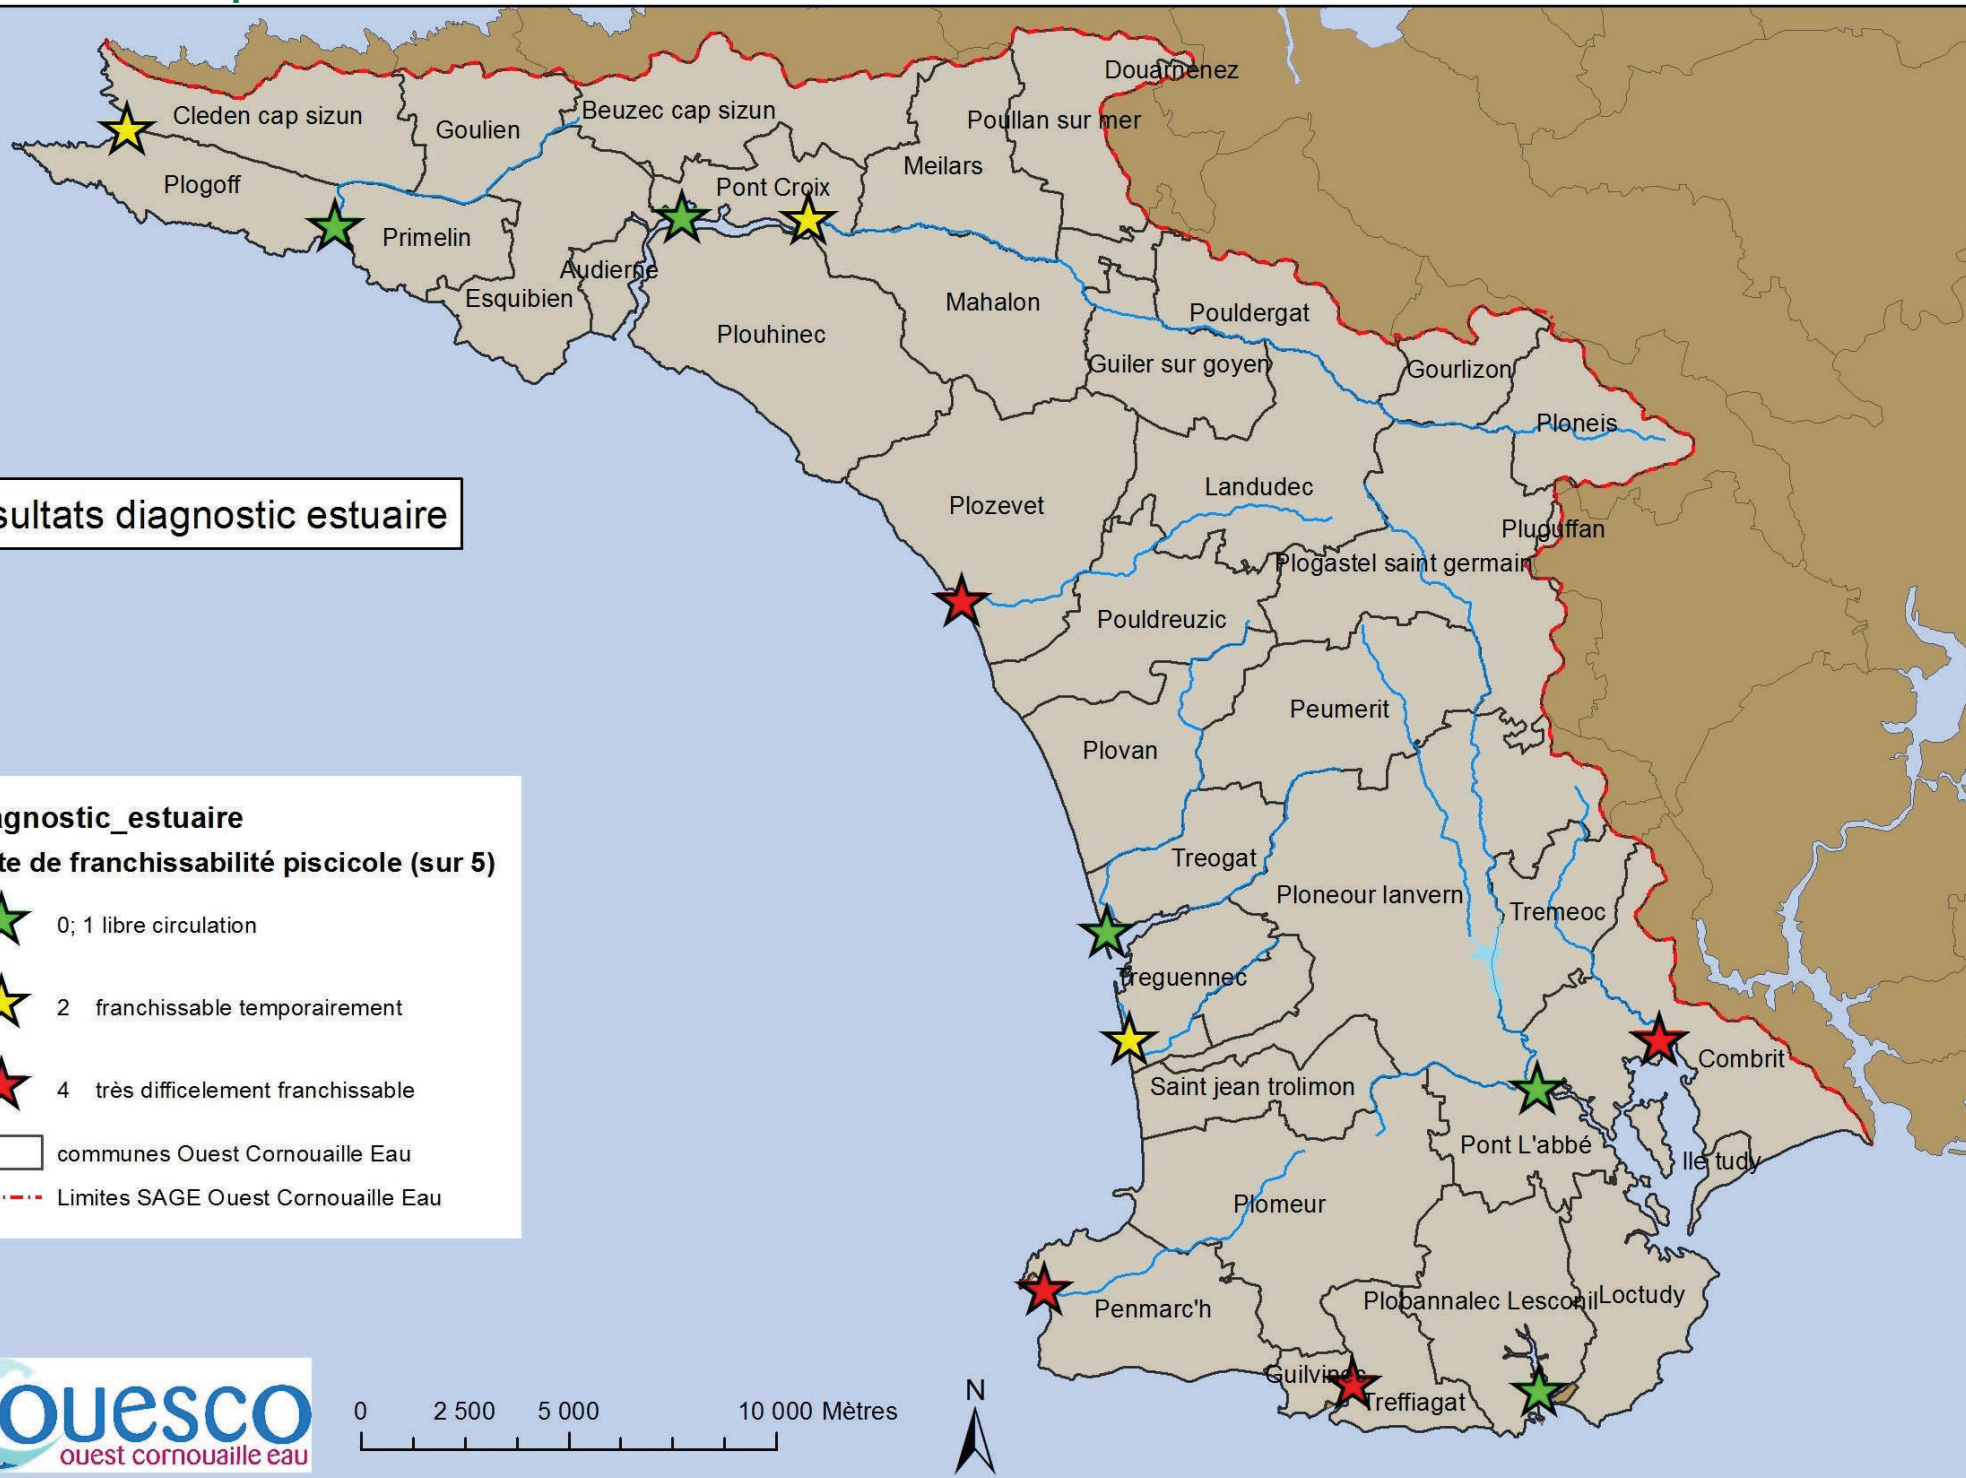 Douarnenez
Cleden cap sizun
Goulien
Beuzec cap sizun
Poullan sur mer
Meilars
Plogoff
Pont Croix
Primelin
Audierne
Esquibien
Mahalon
Plouhinec
Pouldergat
Guiler sur goyen
Gourlizon
Ploneis
sultats diagnostic estuaire
Plozevet
Landudec
Pluguffan
Plogastel saint germain
Pouldreuzic
Peumerit
Plovan
Treogat
Ploneour lanvern
Tremeoc
Treguennec
Combrit
Saint jean trolimon
Pont L'abbé
Ile tudy
Plomeur
Penmarc'h
Plobannalec Lesconil
Loctudy
Guilvinec
Treffiagat
agnostic_estuaire
te de franchissabilité piscicole (sur 5)
0; 1 libre circulation
2 franchissable temporairement
4 très difficelement franchissable
communes Ouest Cornouaille Eau
Limites SAGE Ouest Cornouaille Eau
ouesco
ouest cornouaille eau
0 2 500 5 000 10 000 Mètres
N